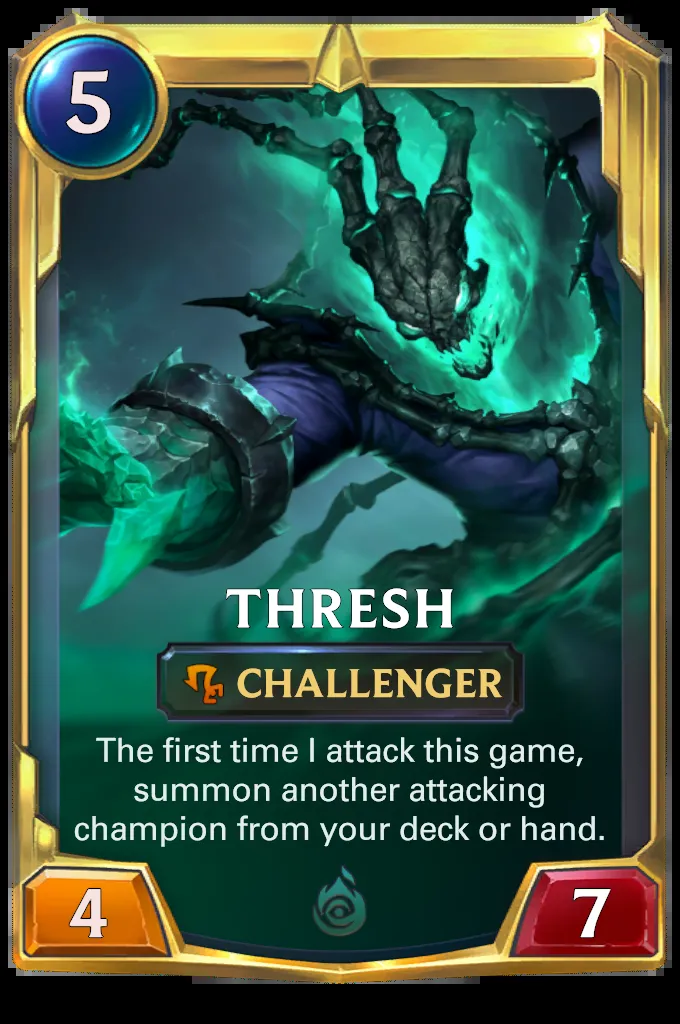 5
THRESH
CHALLENGER
The first time I attack this game,
summon another attacking
champion from your deck or hand.
4
7